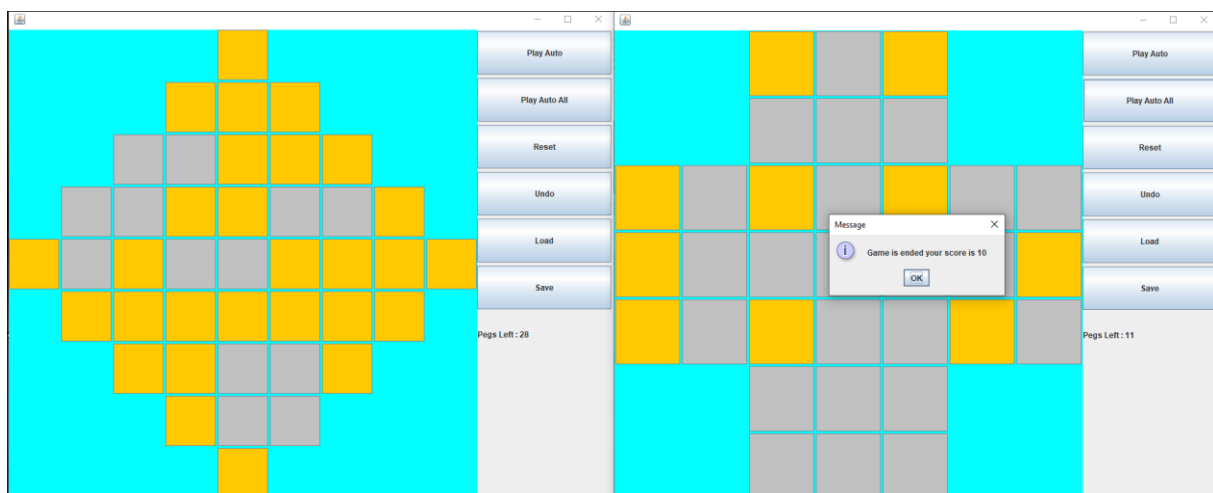 Play Auto
Play Auto All
Reset
Undo
Load
Save
Pegs Left : 28
Play Auto
Play Auto All
Reset
Undo
Load
Save
Pegs Left : 11
Message
Game is ended your score is 10
OK